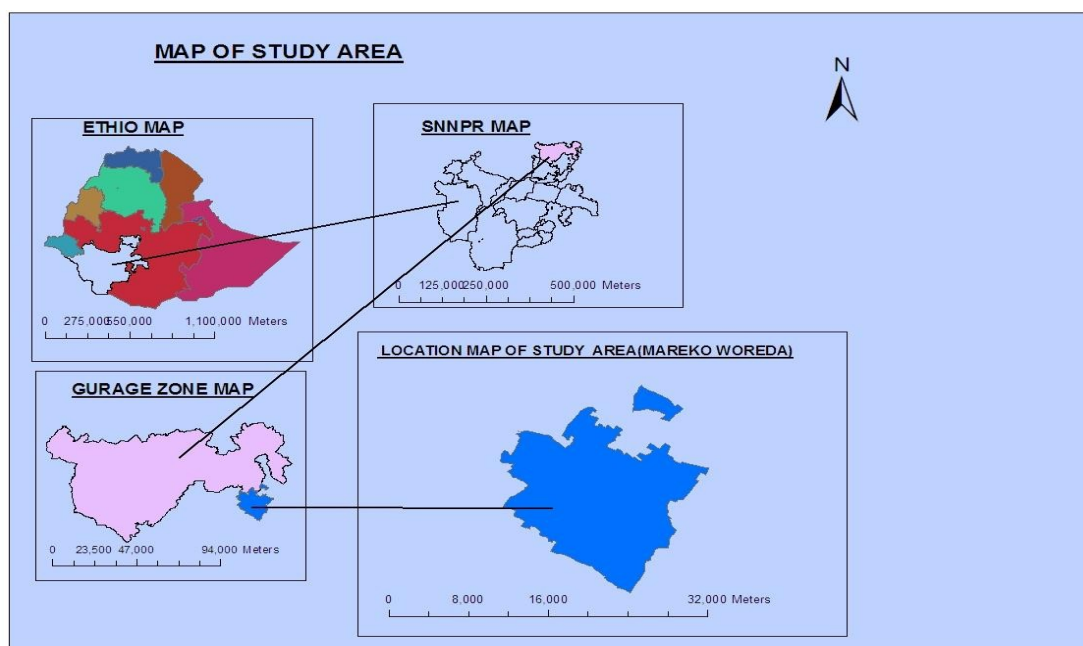 MAP OF STUDY AREA
N
ETHIO MAP
0 275,000 550,000 1,100,000 Meters
SNNPR MAP
0 125,000 250,000 500,000 Meters
GURAGE ZONE MAP
0 23,500 47,000 94,000 Meters
LOCATION MAP OF STUDY AREA(MAREKO WOREDA)
0 8,000 16,000 32,000 Meters